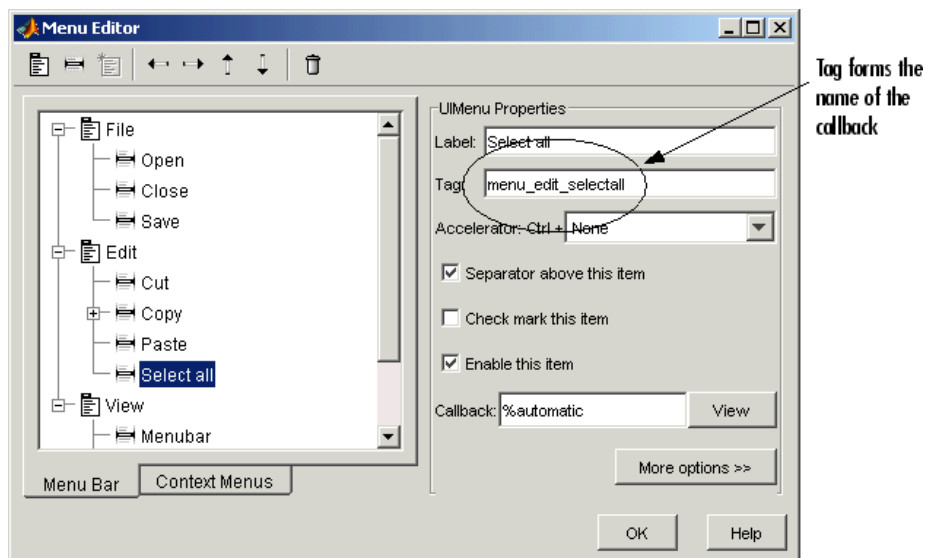 Menu Editor
File
Open
Close
Save
Edit
Cut
Copy
Paste
Select all
View
Menubar
Menu Bar
Context Menus
UIMenu Properties
Label: Select all
Tag: menu_edit_selectall
Accelerator: Ctrl + None
Separator above this item
Check mark this item
Enable this item
Callback: %automatic View
More options >>
OK Help
Tag forms the
name of the
callback